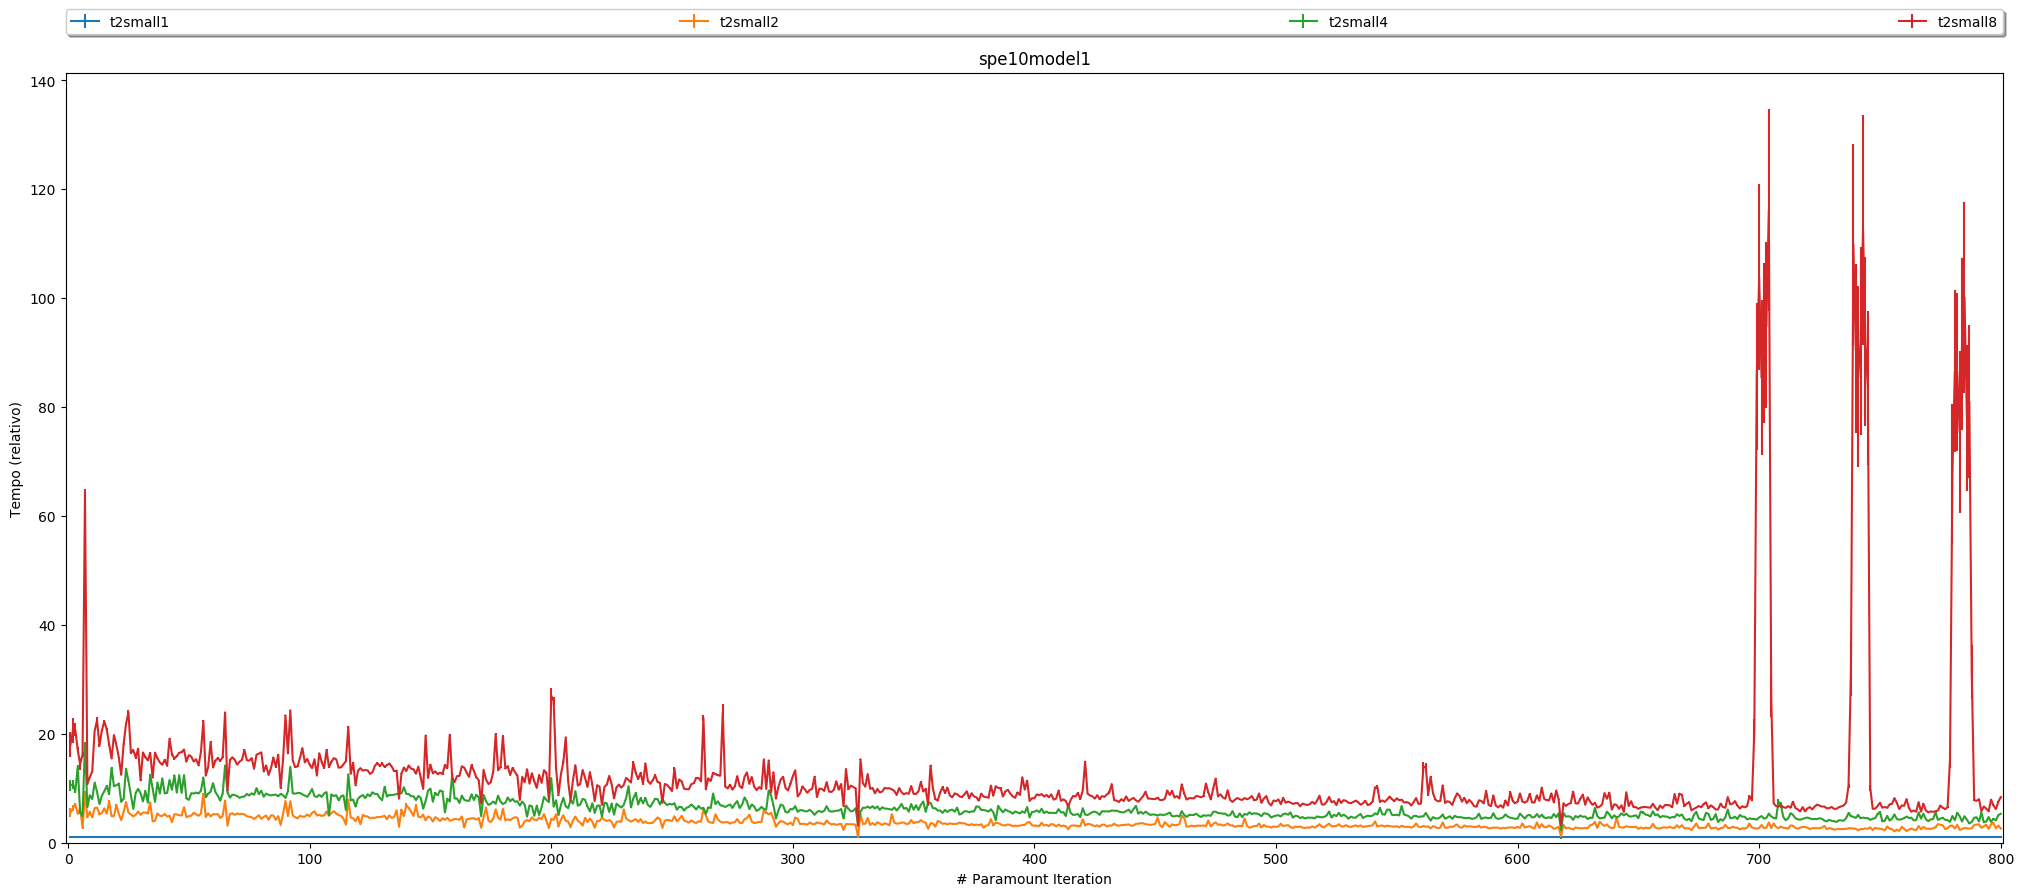 t2small1 t2small2 t2small4 t2small8
spe10model1
140
120
100
80
60
40
20
0
Tempo (relativo)
0 100 200 300 400 500 600 700 800
# Paramount Iteration